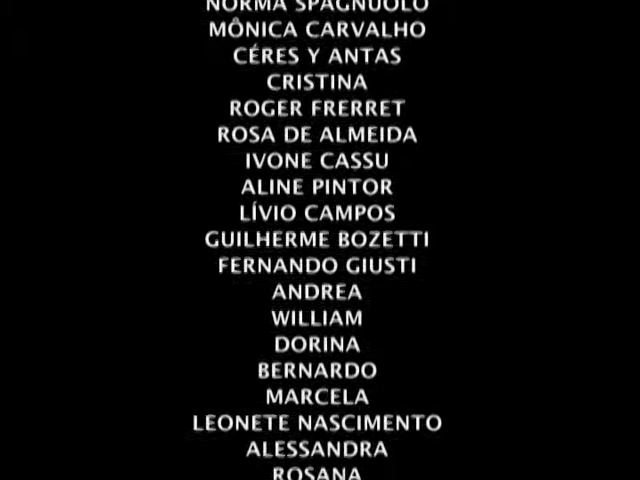 NORMA SPAGNUOLO
MÔNICA CARVALHO
CÉRES Y ANTAS
CRISTINA
ROGER FRERRET
ROSA DE ALMEIDA
IVONE CASSU
ALINE PINTOR
LÍVIO CAMPOS
GUILHERME BOZETTI
FERNANDO GIUSTI
ANDREA
WILLIAM
DORINA
BERNARDO
MARCELA
LEONETE NASCIMENTO
ALESSANDRA
ROSANA